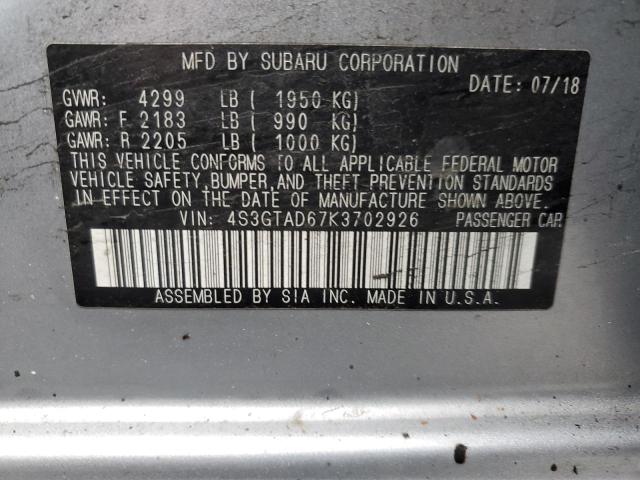 MFD BY SUBARU CORPORATION
DATE: 07/18
GVWR: 4299 LB ( 1950 KG)
GAWR: F 2183 LB ( 990 KG)
GAWR: R 2205 LB ( 1000 KG)
THIS VEHICLE CONFORMS TO ALL APPLICABLE FEDERAL MOTOR
VEHICLE SAFETY, BUMPER, AND THEFT PREVENTION STANDARDS
IN EFFECT ON THE DATE OF MANUFACTURE SHOWN ABOVE.
VIN: 4S3GTAD67K3702926 PASSENGER CAR
ASSEMBLED BY SIA INC. MADE IN U.S.A.